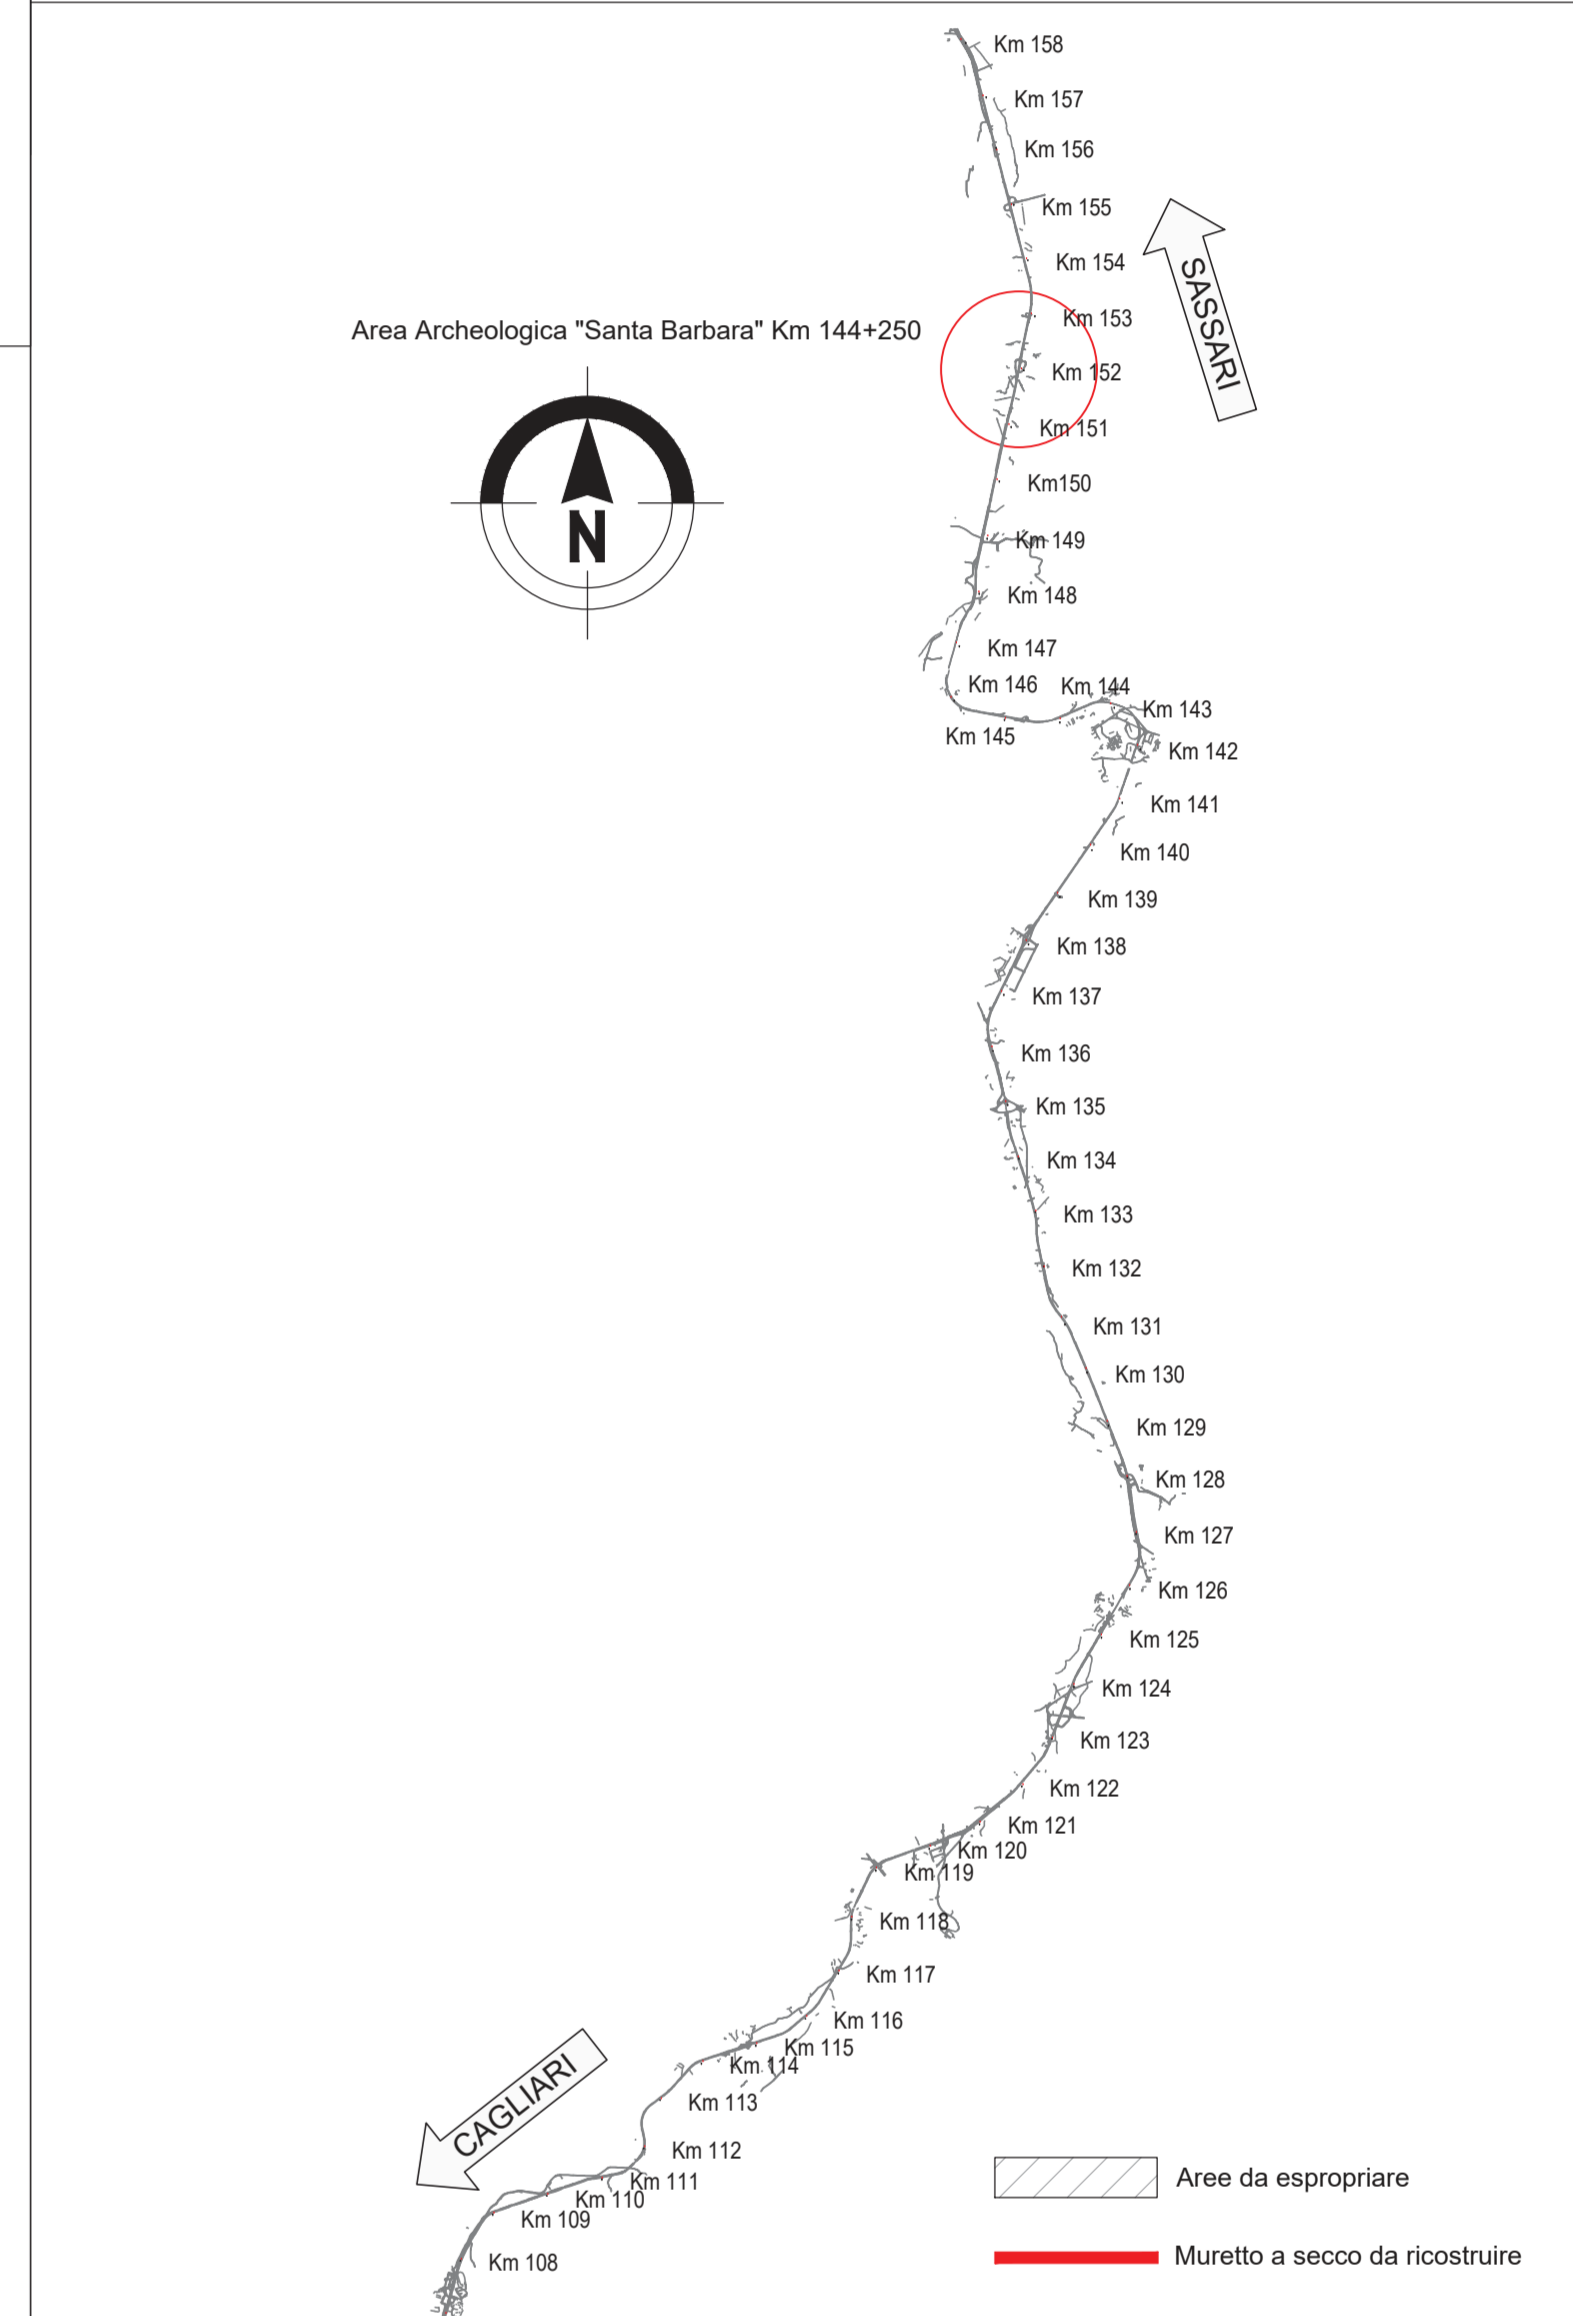 Km 158
Km 157
Km 156
Km 155
Km 154
SASSARI
Km 153
Area Archeologica "Santa Barbara" Km 144+250
Km 152
Km 151
Km150
N
Km 149
Km 148
Km 147
Km 146
Km 144
Km 143
Km 145
Km 142
Km 141
Km 140
Km 139
Km 138
Km 137
Km 136
Km 135
Km 134
Km 133
Km 132
Km 131
Km 130
Km 129
Km 128
Km 127
Km 126
Km 125
Km 124
Km 123
Km 122
Km 121
Km 120
Km 119
Km 118
Km 117
Km 116
Km 115
Km 114
Km 113
CAGLIARI
Km 112
Km 111
Km 110
Km 109
Km 108
Aree da espropriare
Muretto a secco da ricostruire